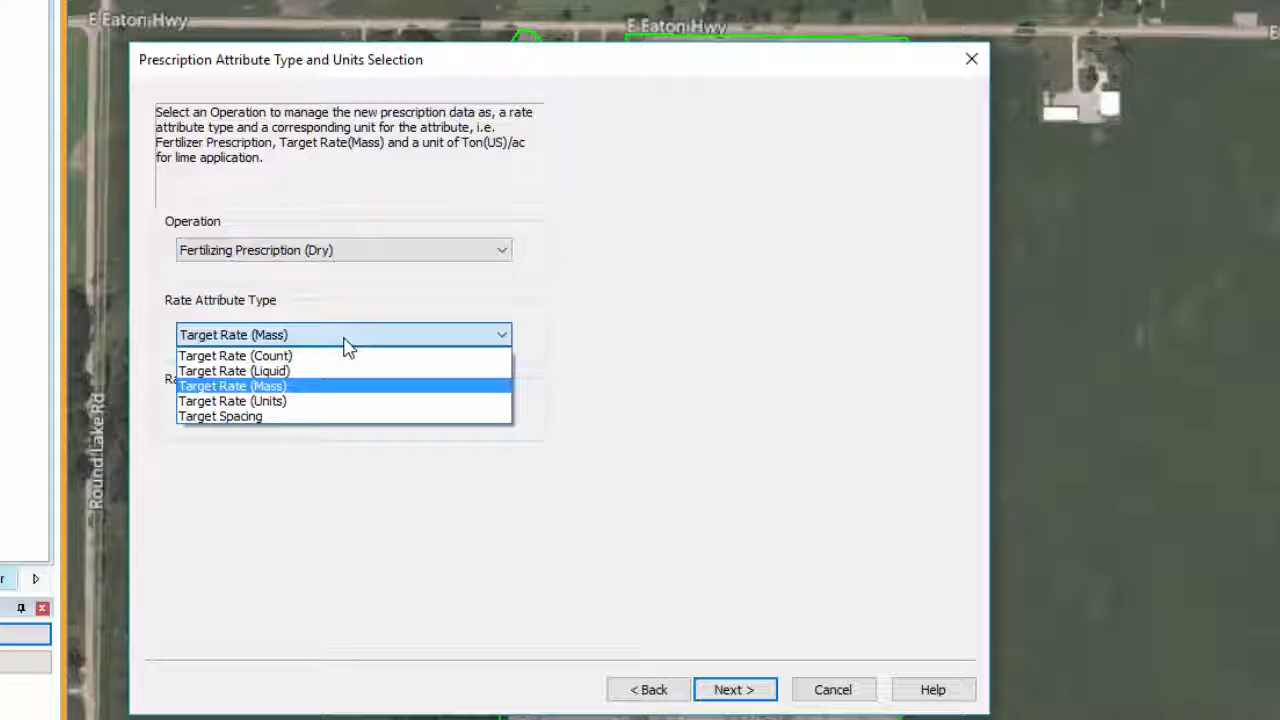 E Eaton Hwy
E Eaton Hwy
E
Prescription Attribute Type and Units Selection
Select an Operation to manage the new prescription data as, a rate
attribute type and a corresponding unit for the attribute, i.e.
Fertilizer Prescription, Target Rate(Mass) and a unit of Ton(US)/ac
for lime application.
Operation
Fertilizing Prescription (Dry)
Rate Attribute Type
Target Rate (Mass)
Target Rate (Count)
Target Rate (Liquid)
Ra
Target Rate (Mass)
Target Rate (Units)
Target Spacing
Round Lake Rd
r
< Back
Next >
Cancel
Help